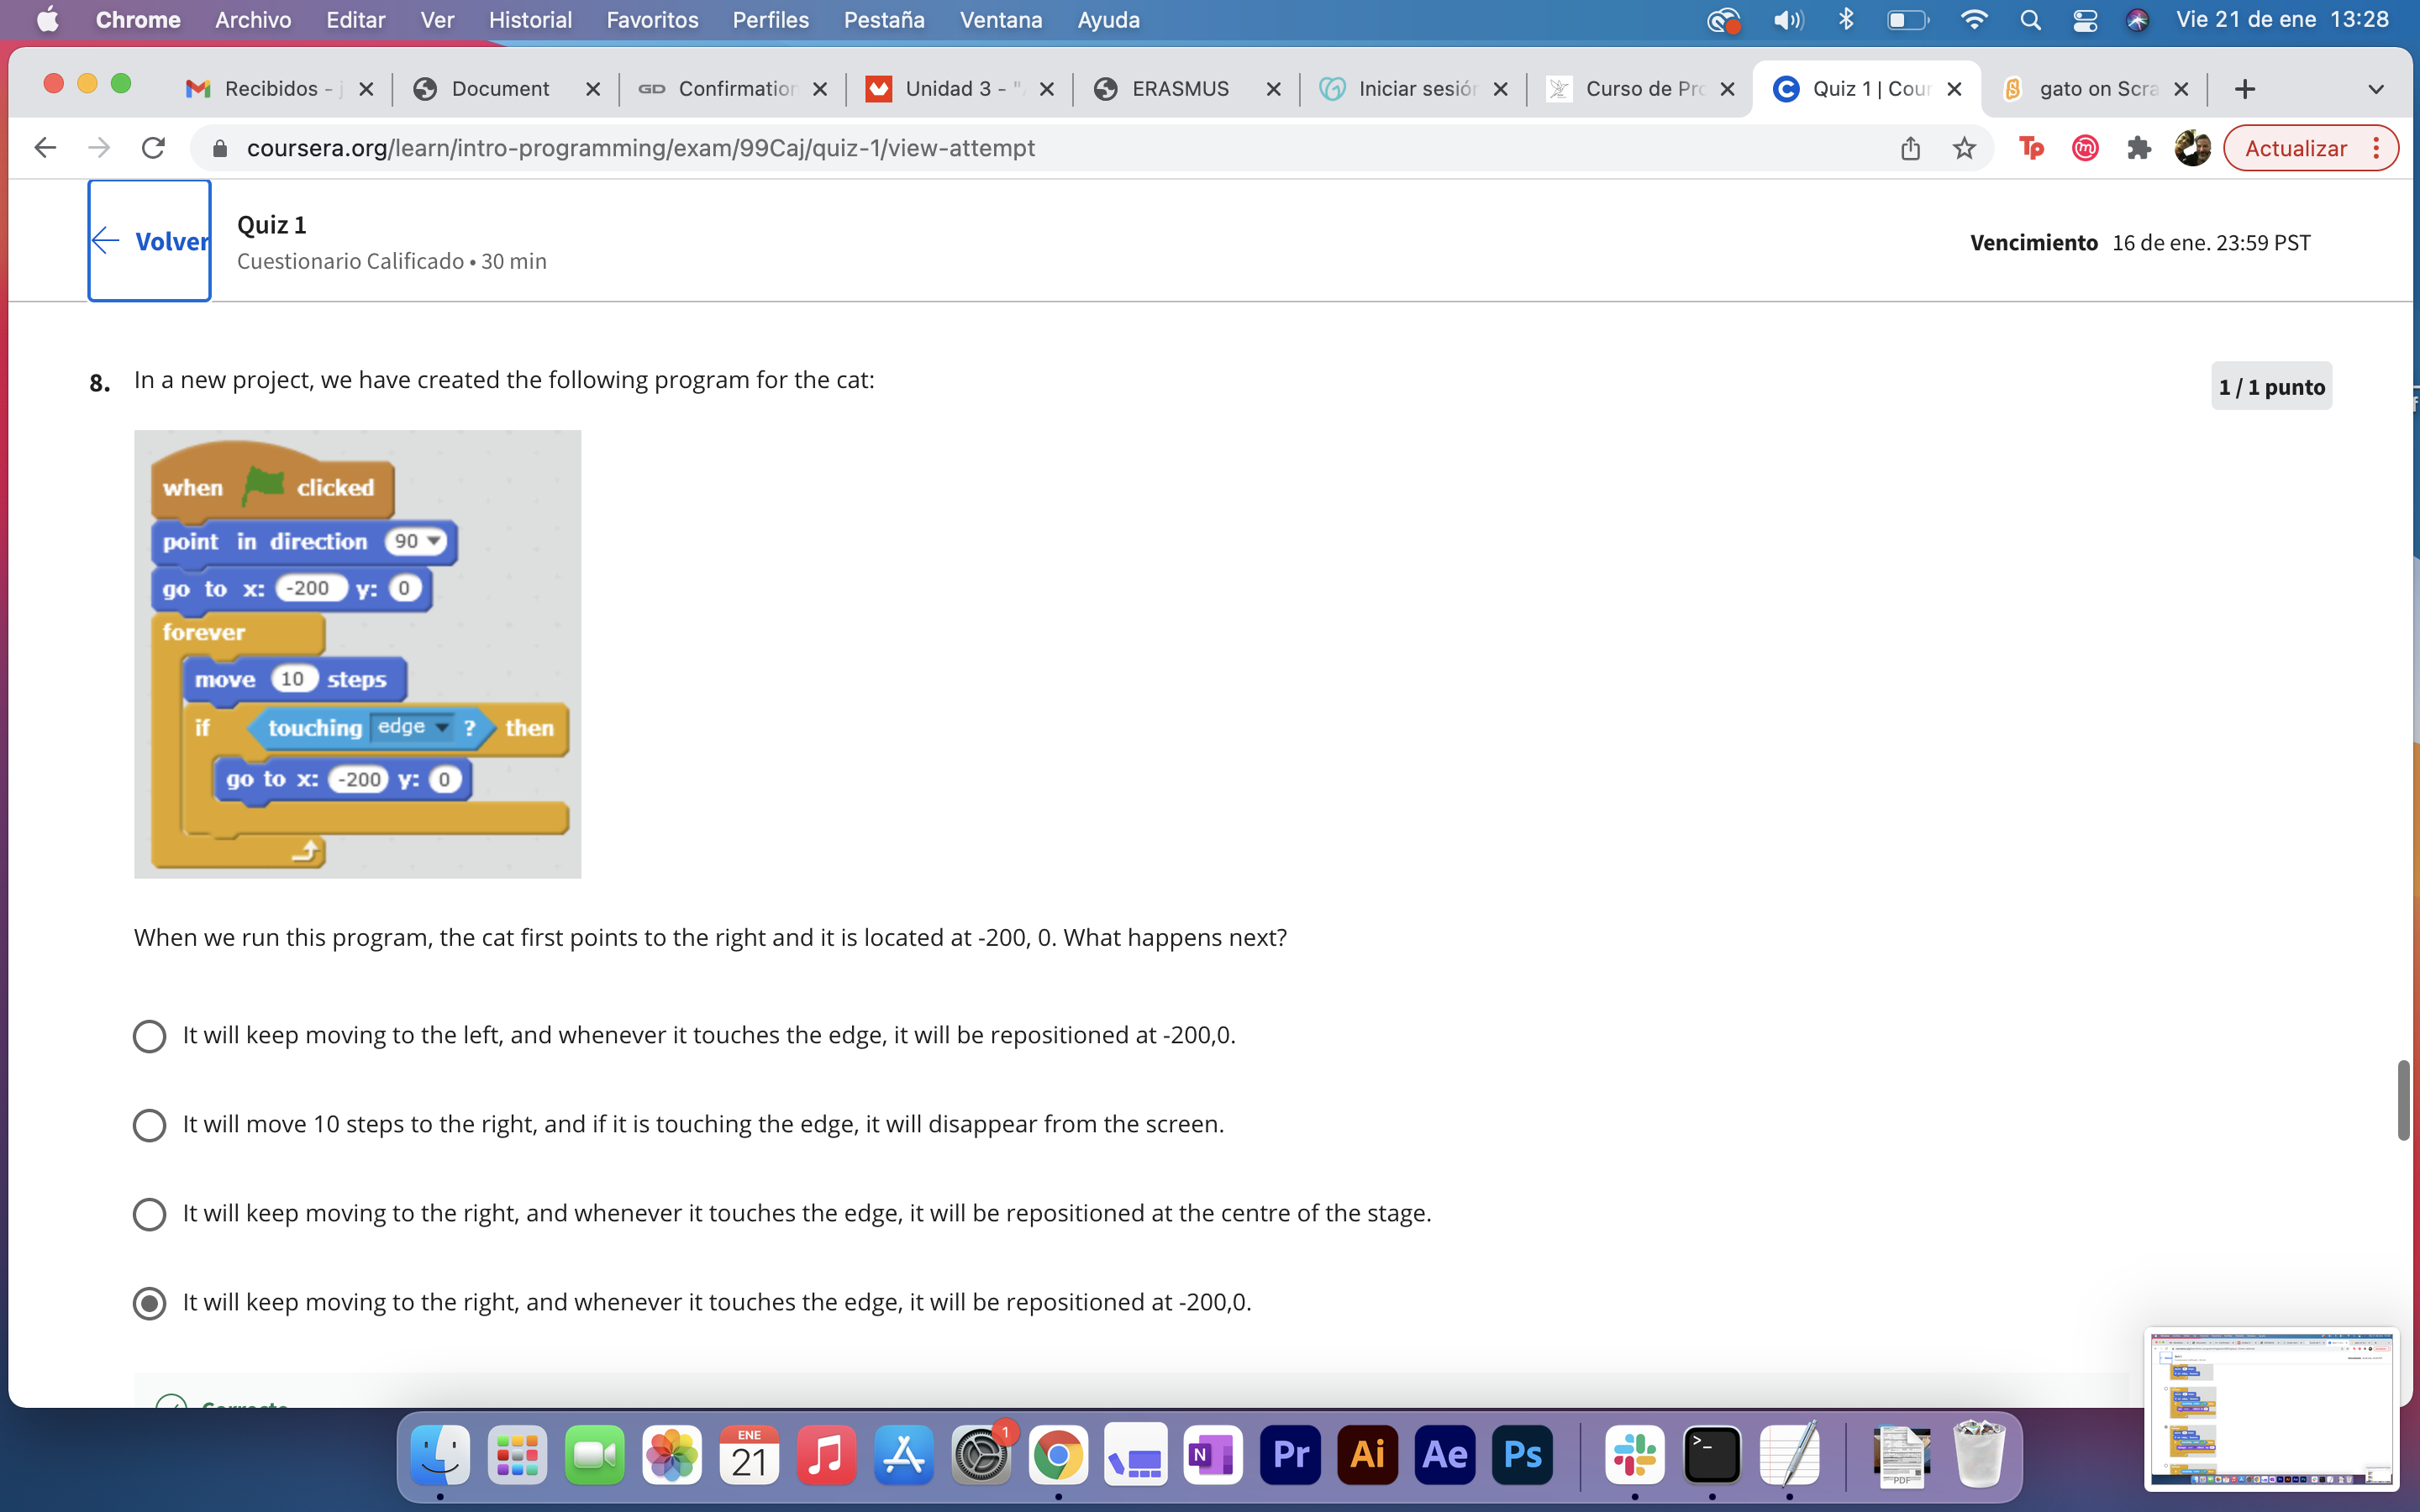 Chrome Archivo Editar Ver Historial Favoritos Perfiles Pestaña Ventana Ayuda Vie 21 de ene 13:28
Recibidos - Document GD Confirmation Unidad 3 - " ERASMUS Iniciar sesión Curso de Pro Quiz 1 | Cour gato on Scra
coursera.org/learn/intro-programming/exam/99Caj/quiz-1/view-attempt Tp Actualizar
Volver
Quiz 1
Cuestionario Calificado • 30 min
Vencimiento 16 de ene. 23:59 PST
8. In a new project, we have created the following program for the cat:
1 / 1 punto
when clicked
point in direction 90
go to x: -200 y: 0
forever
move 10 steps
if touching edge ? then
go to x: -200 y: 0
When we run this program, the cat first points to the right and it is located at -200, 0. What happens next?
It will keep moving to the left, and whenever it touches the edge, it will be repositioned at -200,0.
It will move 10 steps to the right, and if it is touching the edge, it will disappear from the screen.
It will keep moving to the right, and whenever it touches the edge, it will be repositioned at the centre of the stage.
It will keep moving to the right, and whenever it touches the edge, it will be repositioned at -200,0.
Correcto
ENE
21
1
N
Pr Ai Ae Ps
>_
PDF